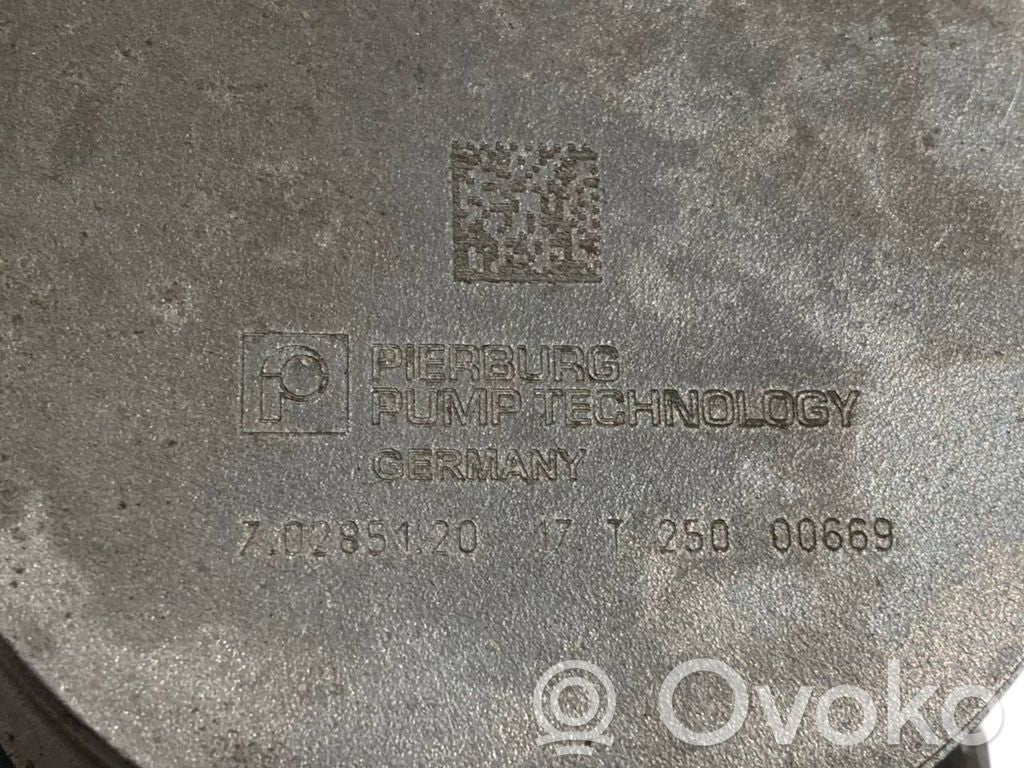 PIERBURG
PUMP TECHNOLOGY
GERMANY
7.02851.20 17. T 250 00669
Ovoko